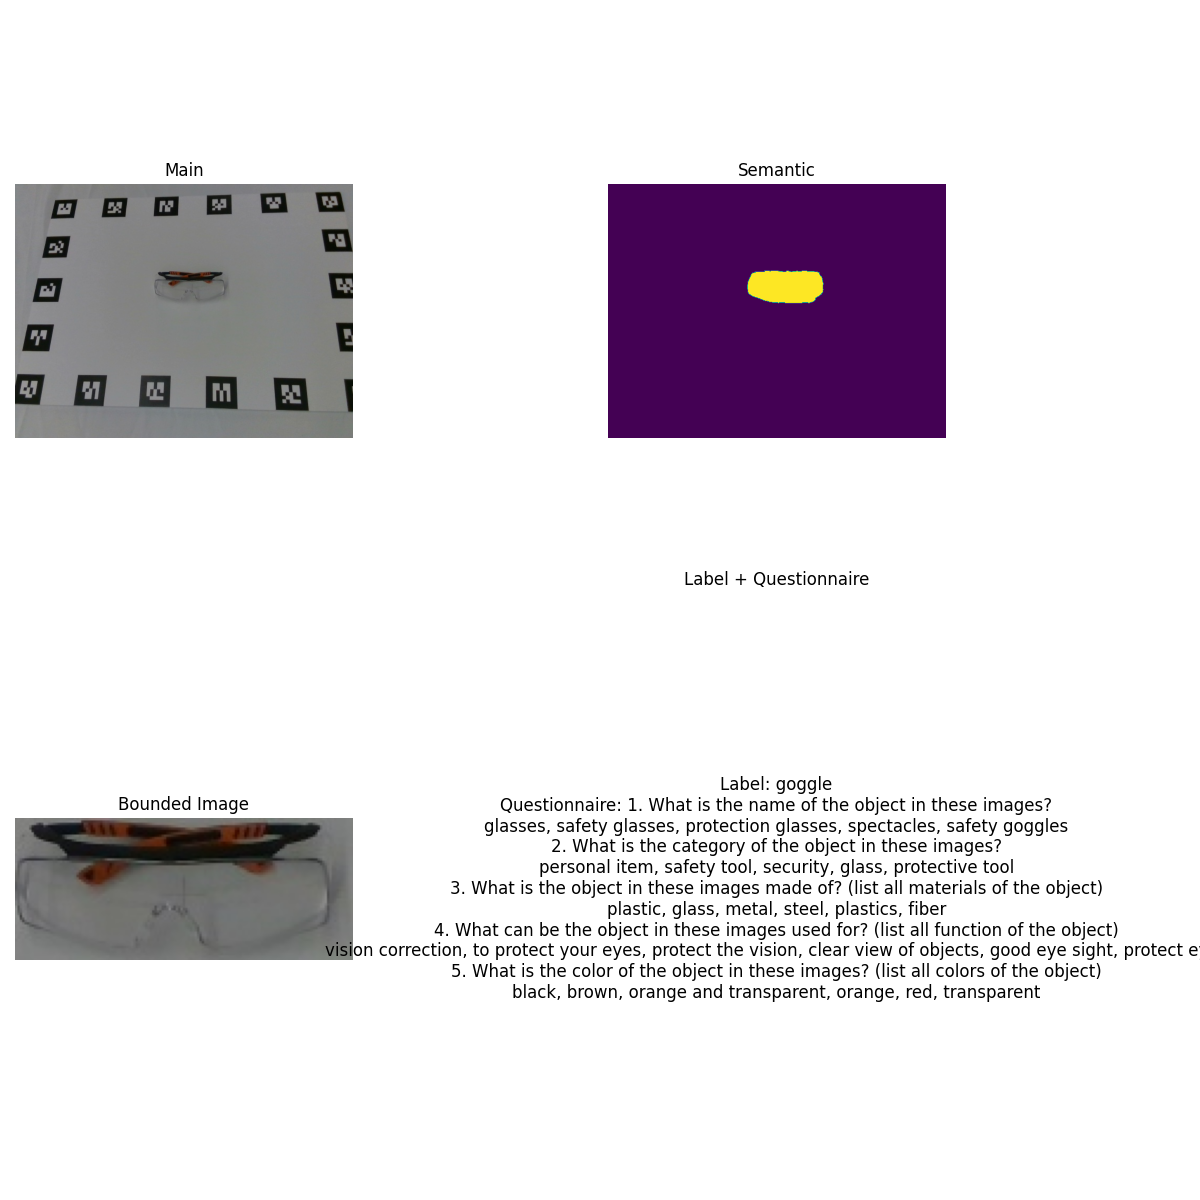 Main
Semantic
Label + Questionnaire
Bounded Image
Label: goggle
Questionnaire: 1. What is the name of the object in these images?
glasses, safety glasses, protection glasses, spectacles, safety goggles
2. What is the category of the object in these images?
personal item, safety tool, security, glass, protective tool
3. What is the object in these images made of? (list all materials of the object)
plastic, glass, metal, steel, plastics, fiber
4. What can be the object in these images used for? (list all function of the object)
vision correction, to protect your eyes, protect the vision, clear view of objects, good eye sight, protect
5. What is the color of the object in these images? (list all colors of the object)
black, brown, orange and transparent, orange, red, transparent